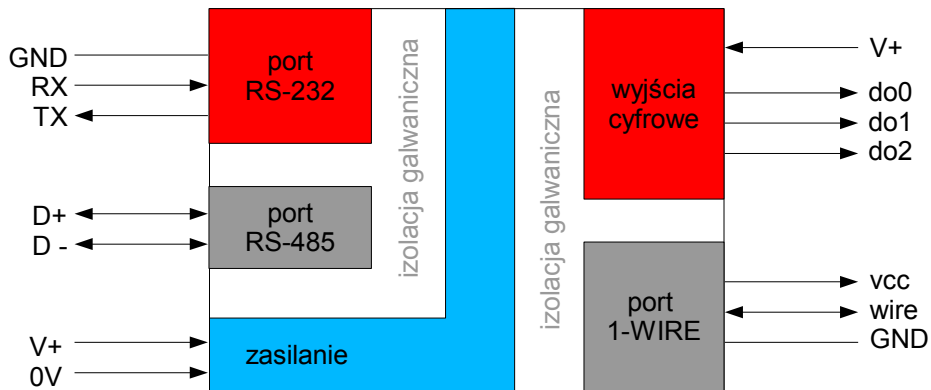 GND
RX
TX
port
RS-232
izolacja galwaniczna
D+
D -
port
RS-485
V+
0V
zasilanie
izolacja galwaniczna
wyjścia
cyfrowe
V+
do0
do1
do2
port
1-WIRE
vcc
wire
GND